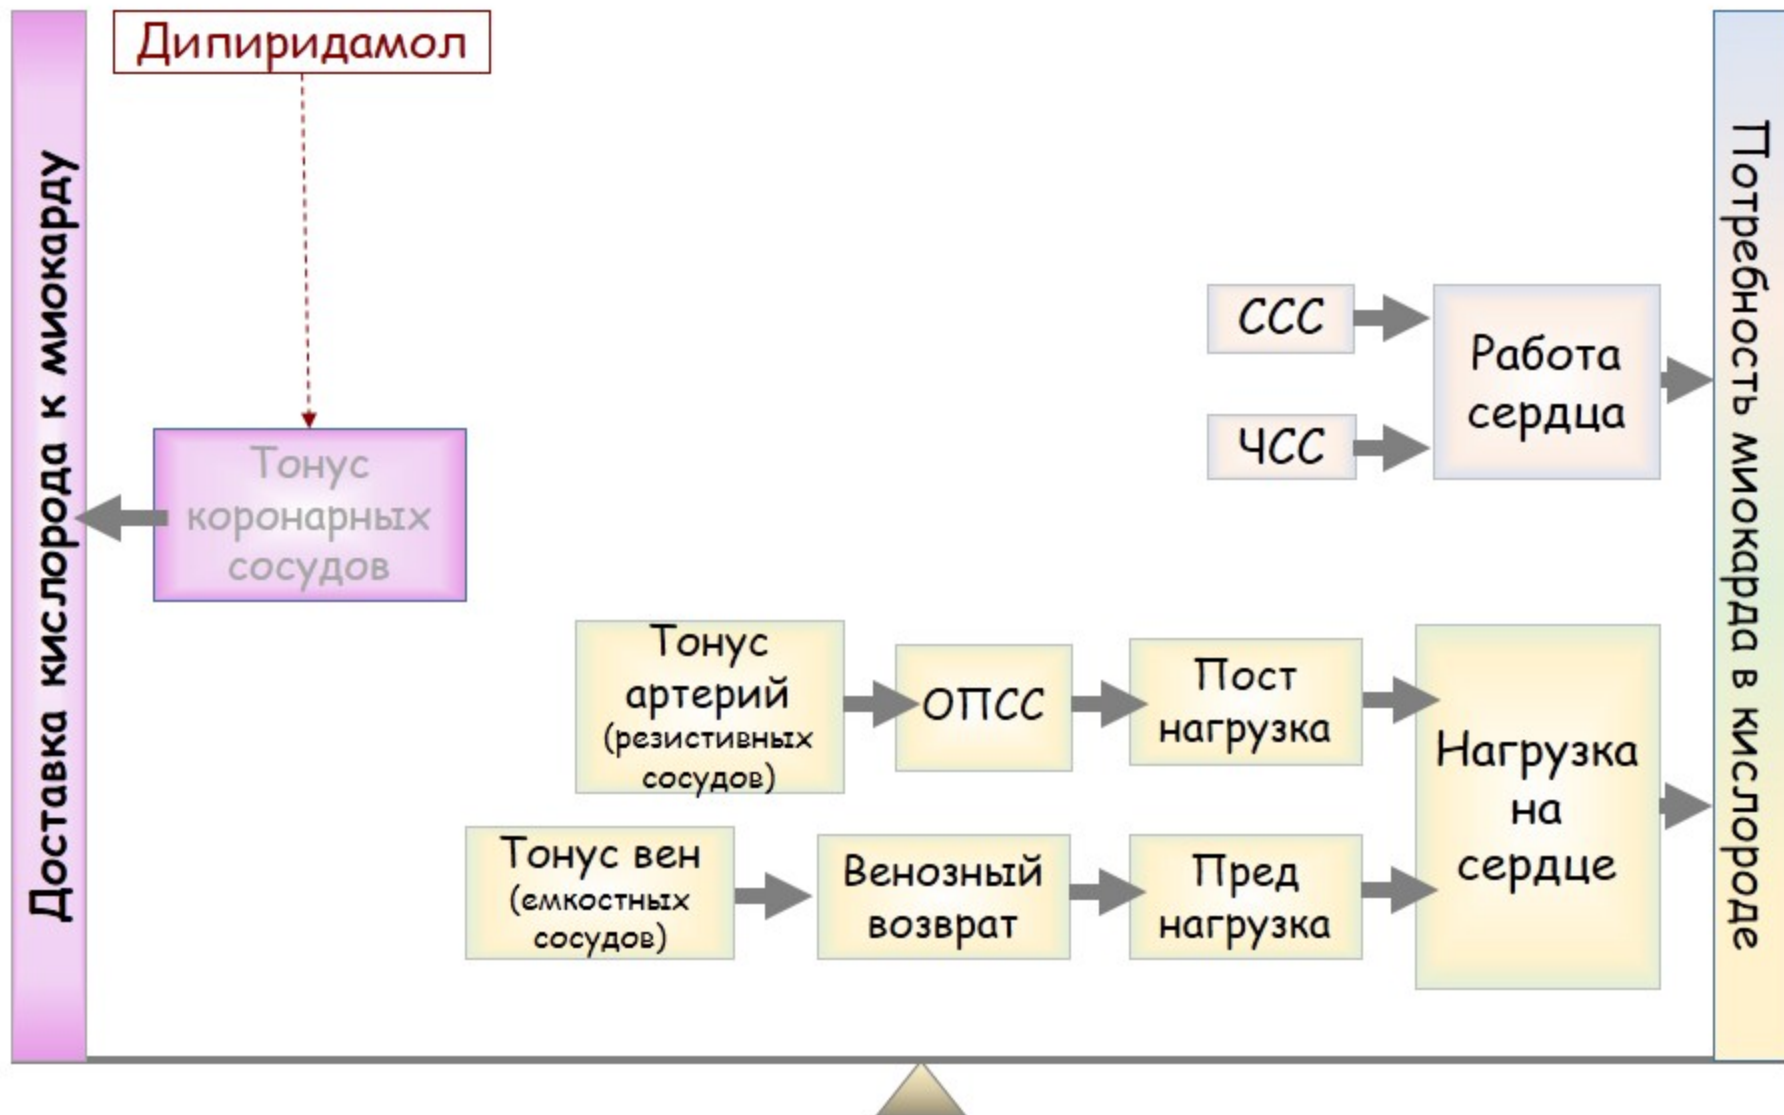 Доставка кислорода к миокарду
Дипиридамол
Тонус
коронарных
сосудов
ССС
ЧСС
Работа
сердца
Тонус
артерий
(резистивных
сосудов)
ОПСС
Пост
нагрузка
Тонус вен
(емкостных
сосудов)
Венозный
возврат
Пред
нагрузка
Нагрузка
на
сердце
Потребность миокарда в кислороде